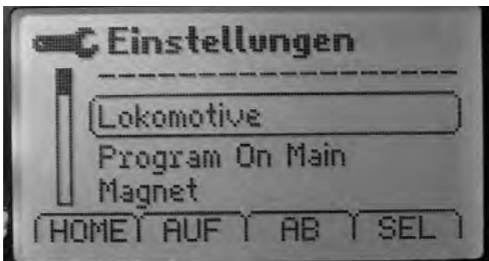 Einstellungen
Lokomotive
Program On Main
Magnet
HOME AUF AB SEL